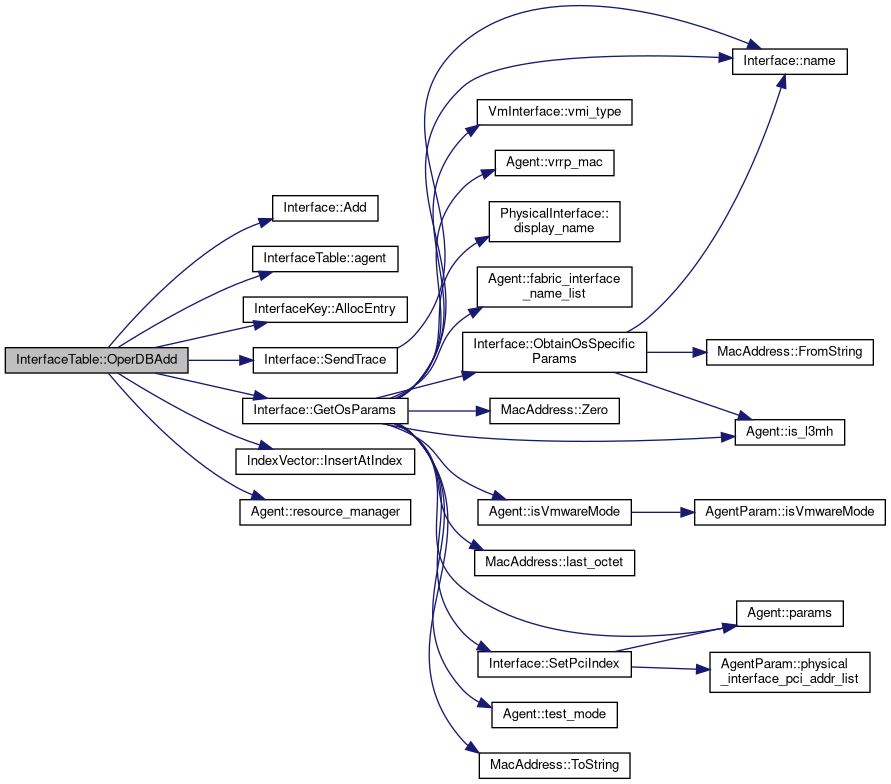 Interface::name
VmInterface::vmi_type
Agent::vrrp_mac
PhysicalInterface::
display_name
Interface::Add
InterfaceTable::agent
Agent::fabric_interface
_name_list
InterfaceKey::AllocEntry
Interface::ObtainOsSpecific
Params
MacAddress::FromString
InterfaceTable::OperDBAdd
Interface::SendTrace
Interface::GetOsParams
MacAddress::Zero
Agent::is_l3mh
IndexVector::InsertAtIndex
Agent::resource_manager
Agent::isVmwareMode
AgentParam::isVmwareMode
MacAddress::last_octet
Agent::params
Interface::SetPciIndex
AgentParam::physical
_interface_pci_addr_list
Agent::test_mode
MacAddress::ToString